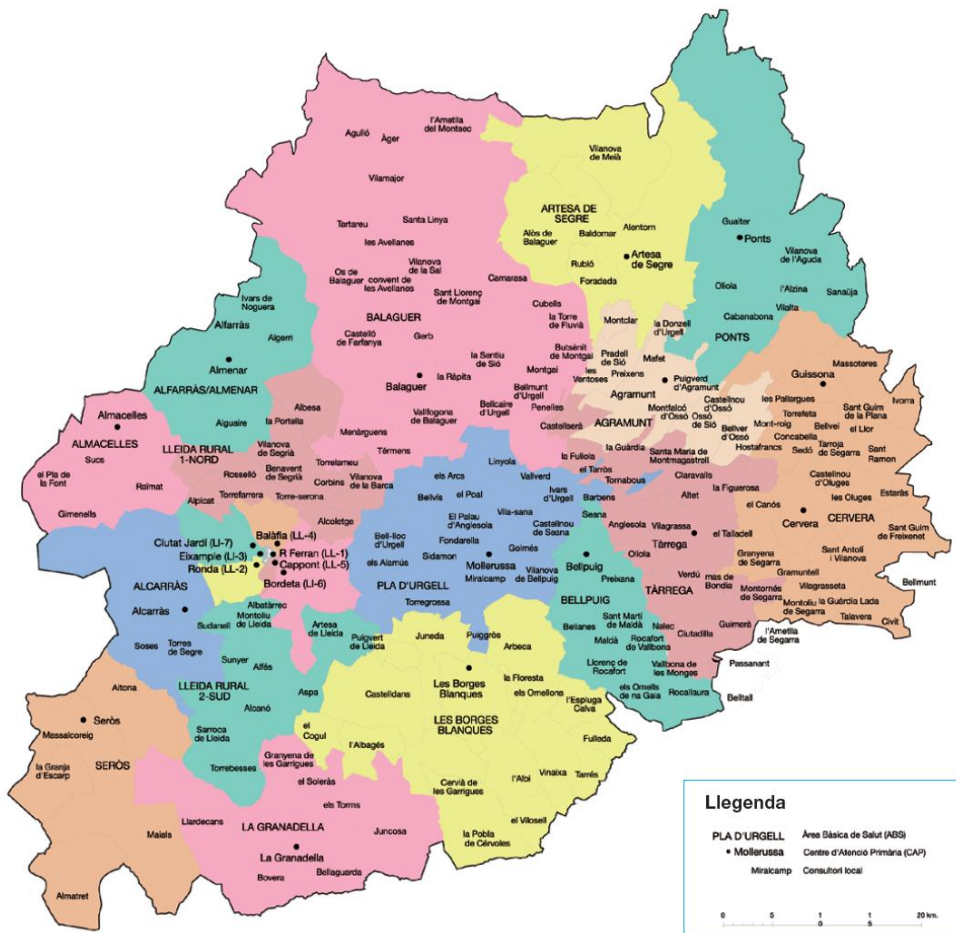 l'Ametlla
del Montsec
Agulló
Àger
Vilamajor
Vilanova
de Meià
ARTESA DE
SEGRE
Alòs de
Balaguer
Baldomar
Alentorn
Rubló
Artesa
de Segre
Foradada
Gualter
Ponts
Vilanova
de l'Aguda
Oliola
l'Alzina
Sanaüja
Cabanabona
Vilalta
PONTS
Tartareu
Santa Linya
les Avellanes
Os de
Balaguer
convent de
les Avellanes
Vilanova
de la Sal
Sant Llorenç
de Montgai
Camarasa
Cubells
la Torre
de Fluvià
BALAGUER
Castelló
de Farfanya
Gerb
Butsènit
de Montgai
la Sentiu
de Sió
Montgai
la Ràpita
Balaguer
Bellmunt
d'Urgell
Bellcaire
d'Urgell
Penelles
Vallfogona
de Balaguer
Menàrguens
Térmens
Ivars de
Noguera
Alfarràs
Algerri
Almenar
ALFARRÀS/ALMENAR
Alguaire
Montclar
la Donzell
d'Urgell
Pradell
de Sió
Mafet
les
Ventoses
Preixens
Puigverd
d'Agramunt
Agramunt
Castellnou
d'Ossó
Montfalcó
d'Ossó
Ossó
de Sió
AGRAMUNT
Bellver
d'Ossó
Castellserà
Massoteres
Guissona
les Pallargues
Ivorra
Sant Guim
de la Plana
Torrefeta
Mont-roig
Bellvei
el Llor
Concabella
Hostafrancs
Sedó
Tarroja
de Segarra
Sant
Ramon
Castellnou
d'Oluges
les Oluges
Estaràs
el Canós
CERVERA
Cervera
Sant Guim
de Freixenet
el Talladell
Granyena
de Segarra
Sant Antolí
i Vilanova
Gramuntell
Bellmunt
Vilagrasseta
Montornés
de Segarra
Montoliu
de Segarra
la Guàrdia Lada
Talavera
Civit
l'Ametlla
de Segarra
Passanant
Belltall
Almacelles
ALMACELLES
Sucs
el Pla de
la Font
Raïmat
Gimenells
LLEIDA RURAL
1-NORD
Albesa
la Portella
Vilanova
de Segrià
Benavent
de Segrià
Rosselló
Torrelameu
Corbins
Vilanova
de la Barca
Alpicat
Torrefarrera
Torre-serona
Alcoletge
Ciutat Jardí (Ll-7)
Balàfia (LL-4)
Eixample (Ll-3)
R Ferran (LL-1)
Ronda (LL-2)
Cappont (LL-5)
Bordeta (Ll-6)
la Fuliola
la Guàrdia
Santa Maria de
Montmagastrell
el Tarròs
Tornabous
Claravalls
Altet
la Figuerosa
Anglesola
Vilagrassa
Tàrrega
Ofiola
Verdú
mas de
Bondia
TÀRREGA
Nalec
Guimerà
Ciutadilla
Linyola
els Arcs
Vallverd
Ivars
d'Urgell
Barbens
Bellvís
el Poal
Vila-sana
Seana
El Palau
d'Anglesola
Castellnou
de Seana
Bell-lloc
d'Urgell
Fondarella
Golmés
els Alamús
Sidamon
Mollerussa
Miralcamp
Vilanova
de Bellpuig
PLA D'URGELL
Torregrossa
Bellpuig
Preixana
BELLPUIG
Belianes
Sant Martí
de Maldà
Maldà
Rocafort
de Vallbona
Llorenç de
Rocafort
Vallbona de
les Monges
els Omells
de na Gaia
Rocallaura
ALCARRÀS
Alcarràs
Soses
Torres
de Segre
Albatàrrec
Montoliu
de Lleida
Sudanell
Artesa
de Lleida
Puigvert
de Lleida
Sunyer
Alfés
LLEIDA RURAL
2-SUD
Aspa
Alcanó
Sarroca
de Lleida
Torrebesses
Juneda
Puiggròs
Arbeca
la Floresta
Les Borges
Blanques
els Omellons
Castelldans
l'Espluga
Calva
LES BORGES
BLANQUES
el
Cogul
l'Albagés
Fulleda
Cervià de
les Garrigues
l'Albi
Vinaixa
Tarrés
el Vilosell
la Pobla
de Cérvoles
Aitona
Seròs
Massalcoreig
la Granja
d'Escarp
SERÒS
Maials
Almatret
Granyena de
les Garrigues
el Soleràs
els Torms
Llardecans
LA GRANADELLA
Juncosa
La Granadella
Bovera
Bellaguarda
Llegenda
PLA D'URGELL Àrea Bàsica de Salut (ABS)
Mollerussa Centre d'Atenció Primària (CAP)
Miralcamp Consultori local
0 5 1 1 20 km.
0 5